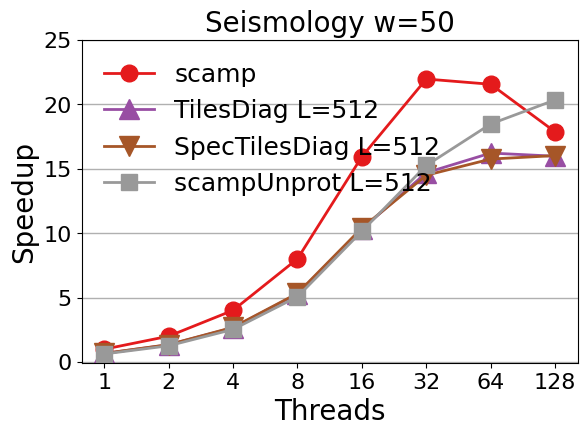 Seismology w=50
25
20
15
10
5
0
Speedup
scamp
TilesDiag L=512
SpecTilesDiag L=512
scampUnprot L=512
1 2 4 8 16 32 64 128
Threads